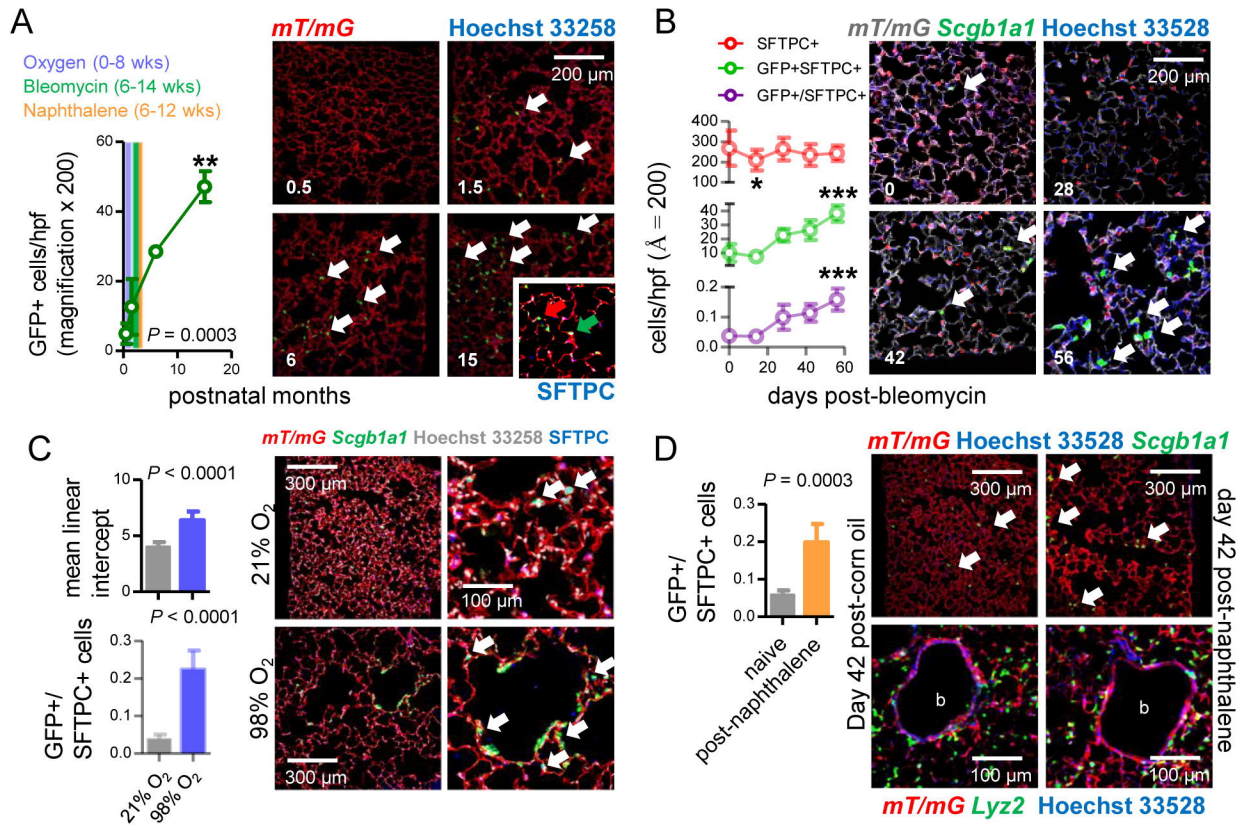 A
mT/mG
Hoechst 33258
Oxygen (0-8 wks)
Bleomycin (6-14 wks)
Naphthalene (6-12 wks)
200 µm
GFP+ cells/hpf
(magnification x 200)
60
40
20
0
**
P = 0.0003
0
5
10
15
20
postnatal months
0.5
1.5
6
15
SFTPC
B
mT/mG Scgb1a1 Hoechst 33528
SFTPC+
GFP+SFTPC+
GFP+/SFTPC+
200 µm
cells/hpf (Å = 200)
400
300
200
100
*
***
40
30
20
10
***
0.2
0.1
0.0
0
20
40
60
days post-bleomycin
0
28
42
56
C
mT/mG Scgb1a1 Hoechst 33258 SFTPC
P < 0.0001
mean linear
intercept
10
5
0
P < 0.0001
GFP+/
SFTPC+ cells
0.3
0.2
0.1
0.0
21% O₂
98% O₂
21% O₂
98% O₂
300 µm
100 µm
300 µm
D
mT/mG Hoechst 33528 Scgb1a1
P = 0.0003
GFP+/
SFTPC+ cells
0.3
0.2
0.1
0.0
naive
post-naphthalene
Day 42 post-corn oil
day 42 post-naphthalene
300 µm
300 µm
b
b
100 µm
100 µm
mT/mG Lyz2 Hoechst 33528